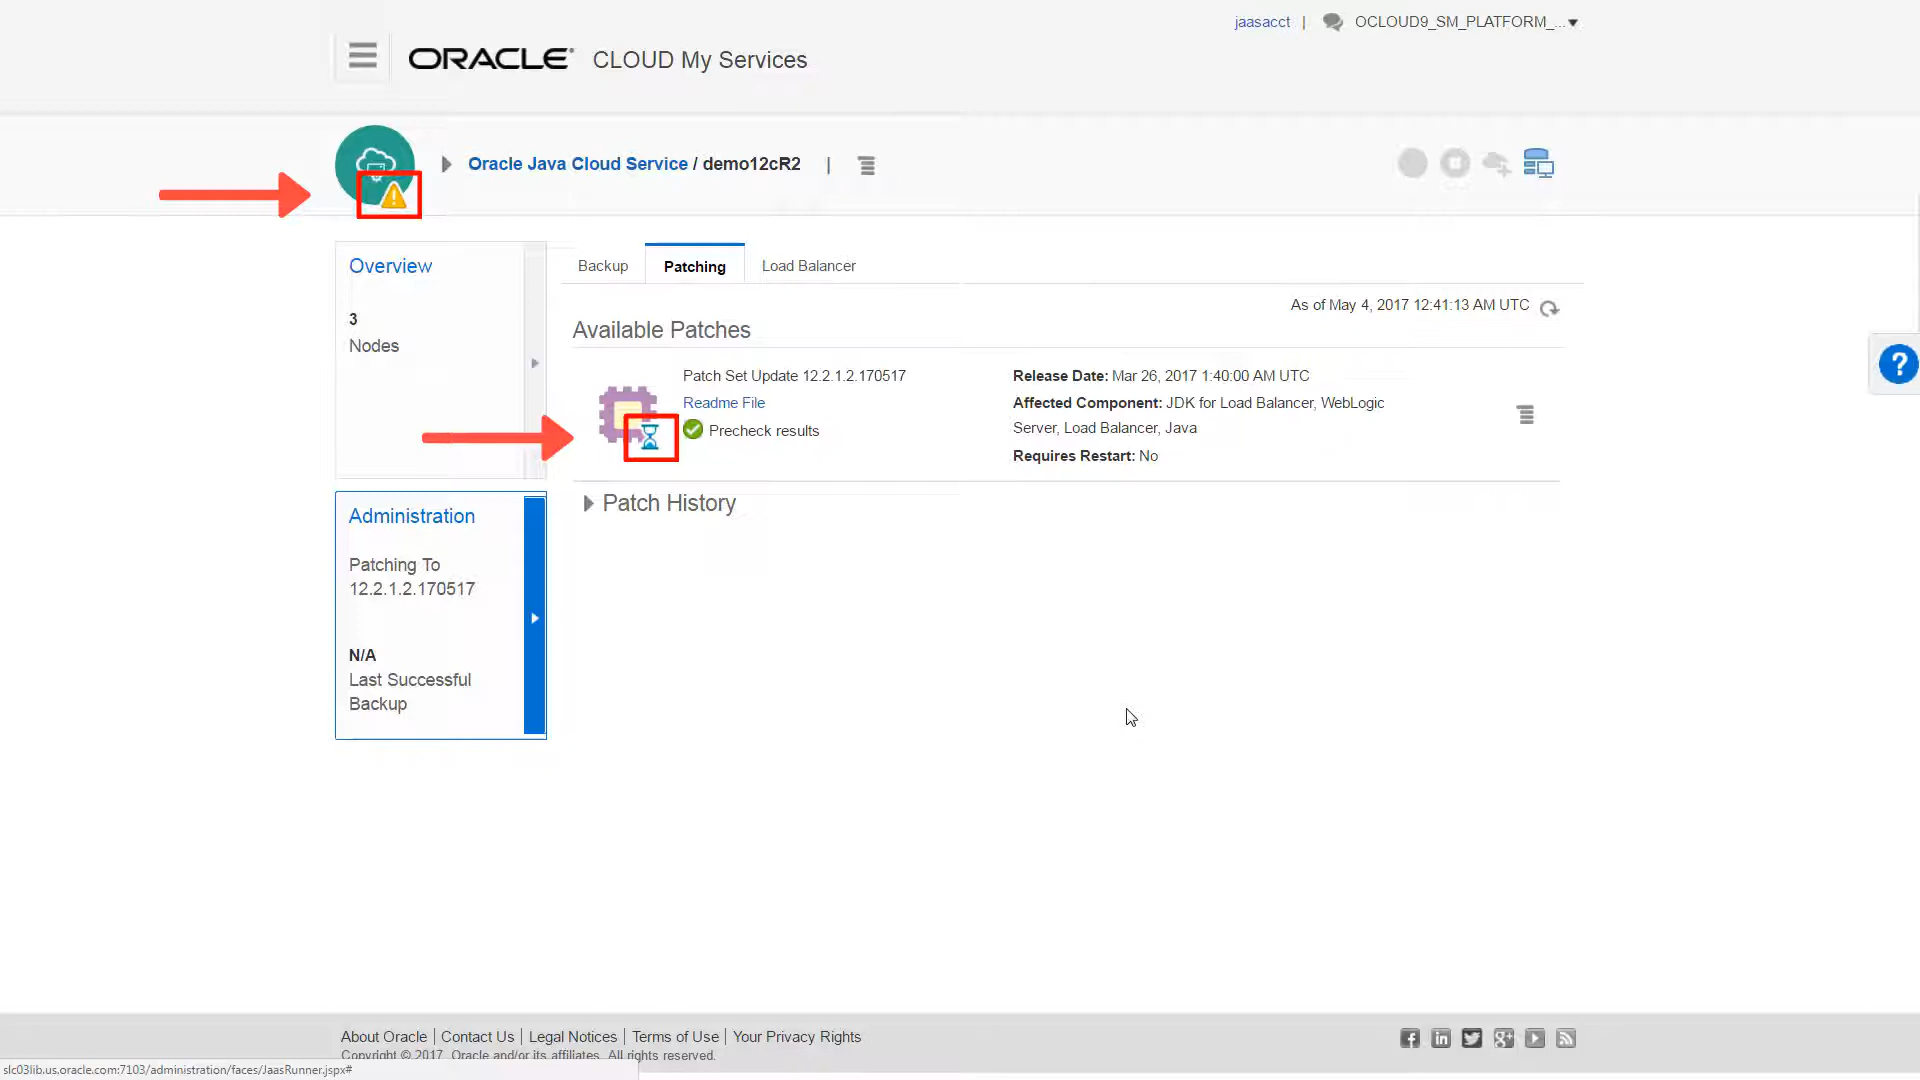 jaasacct | OCLOUD9_SM_PLATFORM_...
ORACLE CLOUD My Services
Oracle Java Cloud Service / demo12cR2 |
Overview
3
Nodes
Administration
Patching To
12.2.1.2.170517
N/A
Last Successful
Backup
Backup Patching Load Balancer
As of May 4, 2017 12:41:13 AM UTC
Available Patches
Patch Set Update 12.2.1.2.170517
Readme File
Precheck results
Release Date: Mar 26, 2017 1:40:00 AM UTC
Affected Component: JDK for Load Balancer, WebLogic
Server, Load Balancer, Java
Requires Restart: No
Patch History
?
About Oracle | Contact Us | Legal Notices | Terms of Use | Your Privacy Rights
Copyright © 2017, Oracle and/or its affiliates. All rights reserved.
slc03lib.us.oracle.com:7103/administration/faces/JaasRunner.jspx#